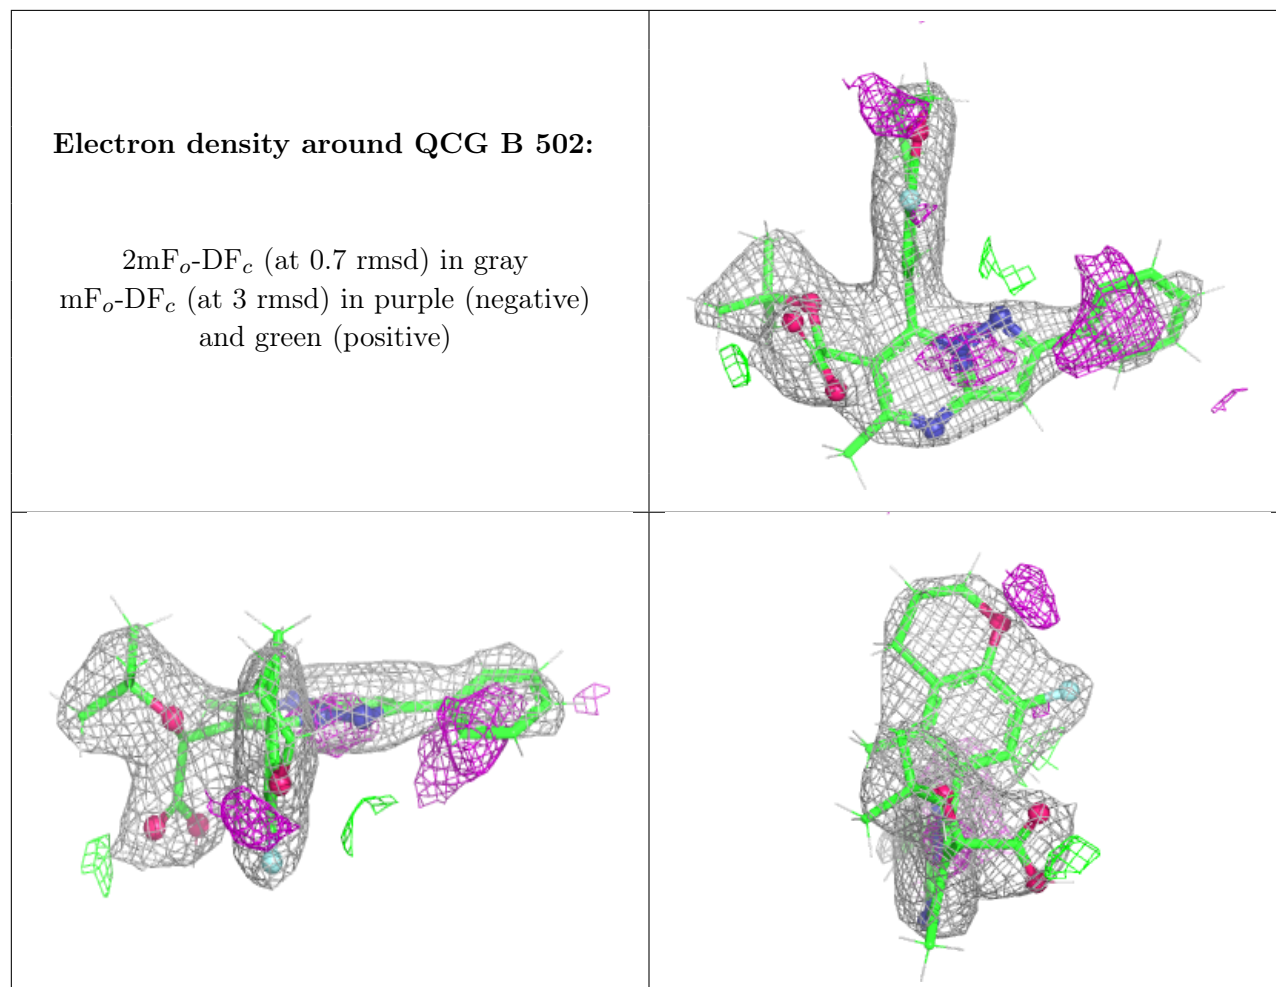 Electron density around QCG B 502:
2mFₒ-DF𝑐 (at 0.7 rmsd) in gray
mFₒ-DF𝑐 (at 3 rmsd) in purple (negative)
and green (positive)